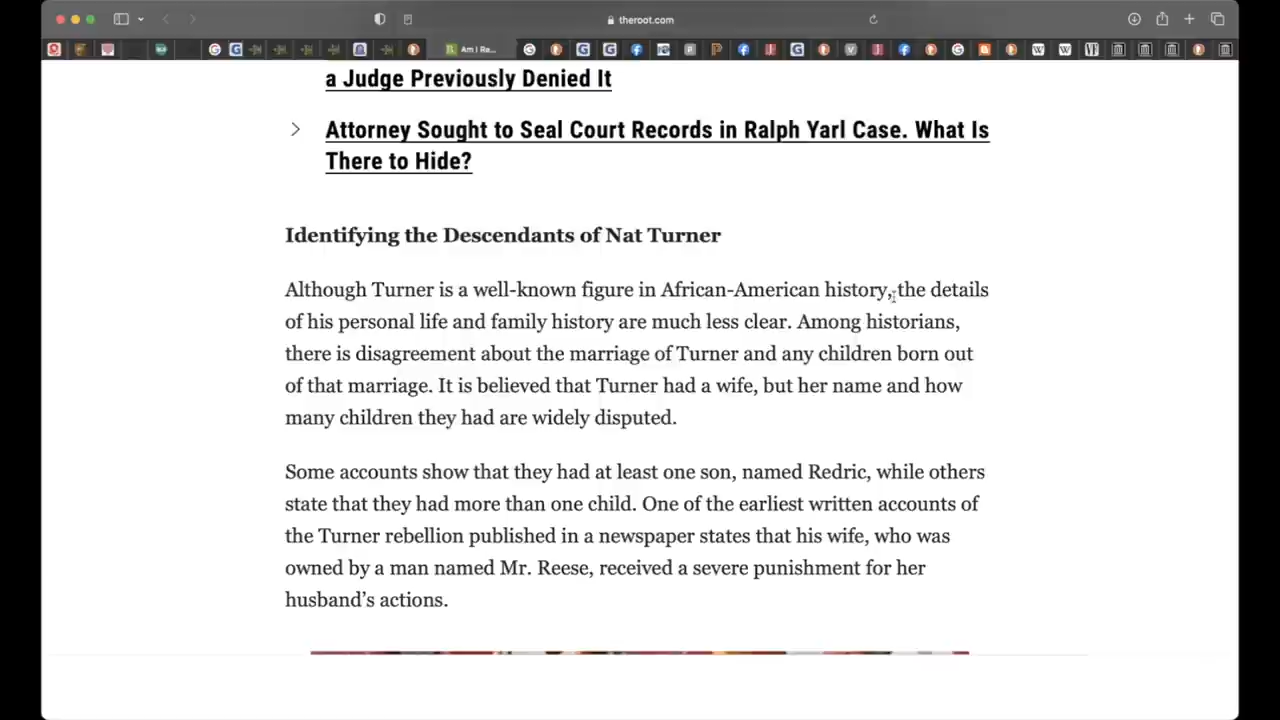 theroot.com
Am I Re...
a Judge Previously Denied It
Attorney Sought to Seal Court Records in Ralph Yarl Case. What Is
There to Hide?
Identifying the Descendants of Nat Turner
Although Turner is a well-known figure in African-American history, the details
of his personal life and family history are much less clear. Among historians,
there is disagreement about the marriage of Turner and any children born out
of that marriage. It is believed that Turner had a wife, but her name and how
many children they had are widely disputed.
Some accounts show that they had at least one son, named Redric, while others
state that they had more than one child. One of the earliest written accounts of
the Turner rebellion published in a newspaper states that his wife, who was
owned by a man named Mr. Reese, received a severe punishment for her
husband's actions.